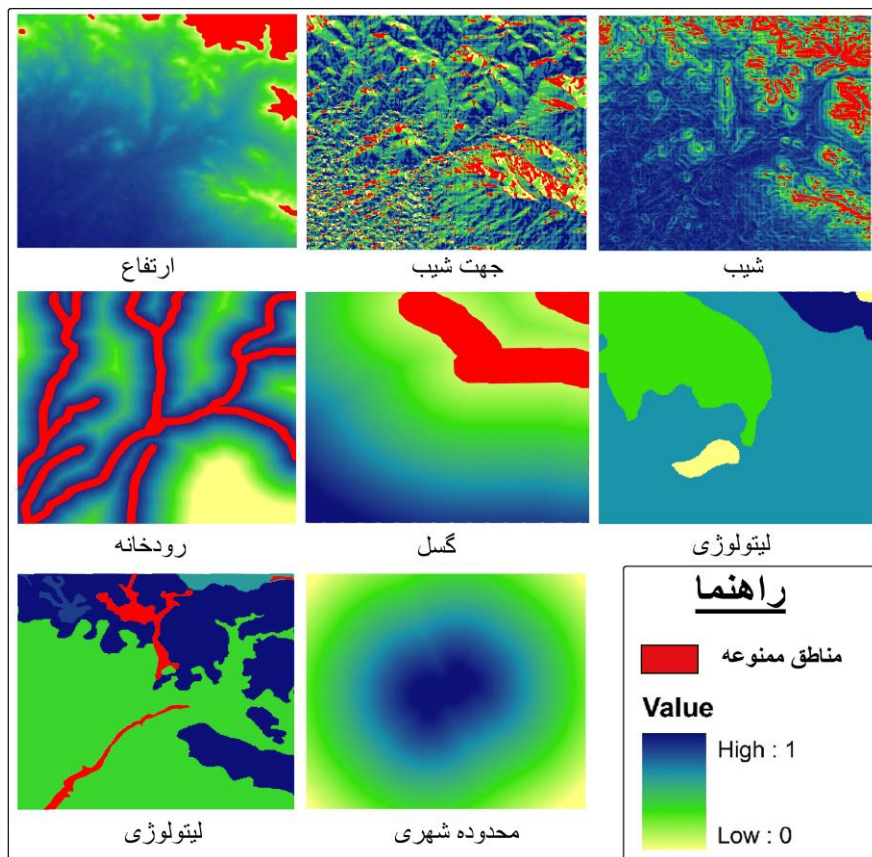 ارتفاع
جهت شیب
شیب
رودخانه
گسل
لیتولوژی
لیتولوژی
محدوده شهری
راهنما
مناطق ممنوعه
Value
High : 1
Low : 0